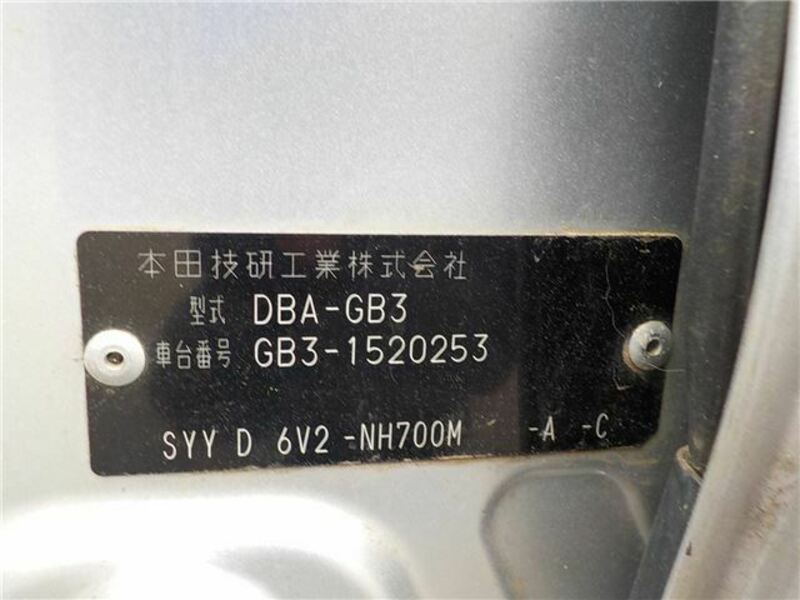 本田技研工業株式会社
型式 DBA-GB3
車台番号 GB3-1520253
SYY D 6V2 -NH700M -A -C